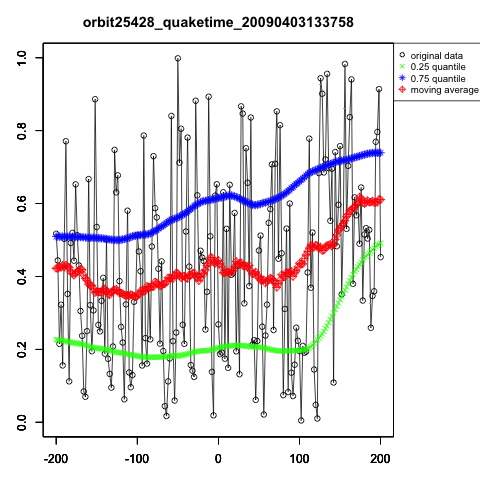 orbit25428_quaketime_20090403133758
original data
0.25 quantile
0.75 quantile
moving average
1.0
0.8
0.6
0.4
0.2
0.0
-200
-100
0
100
200